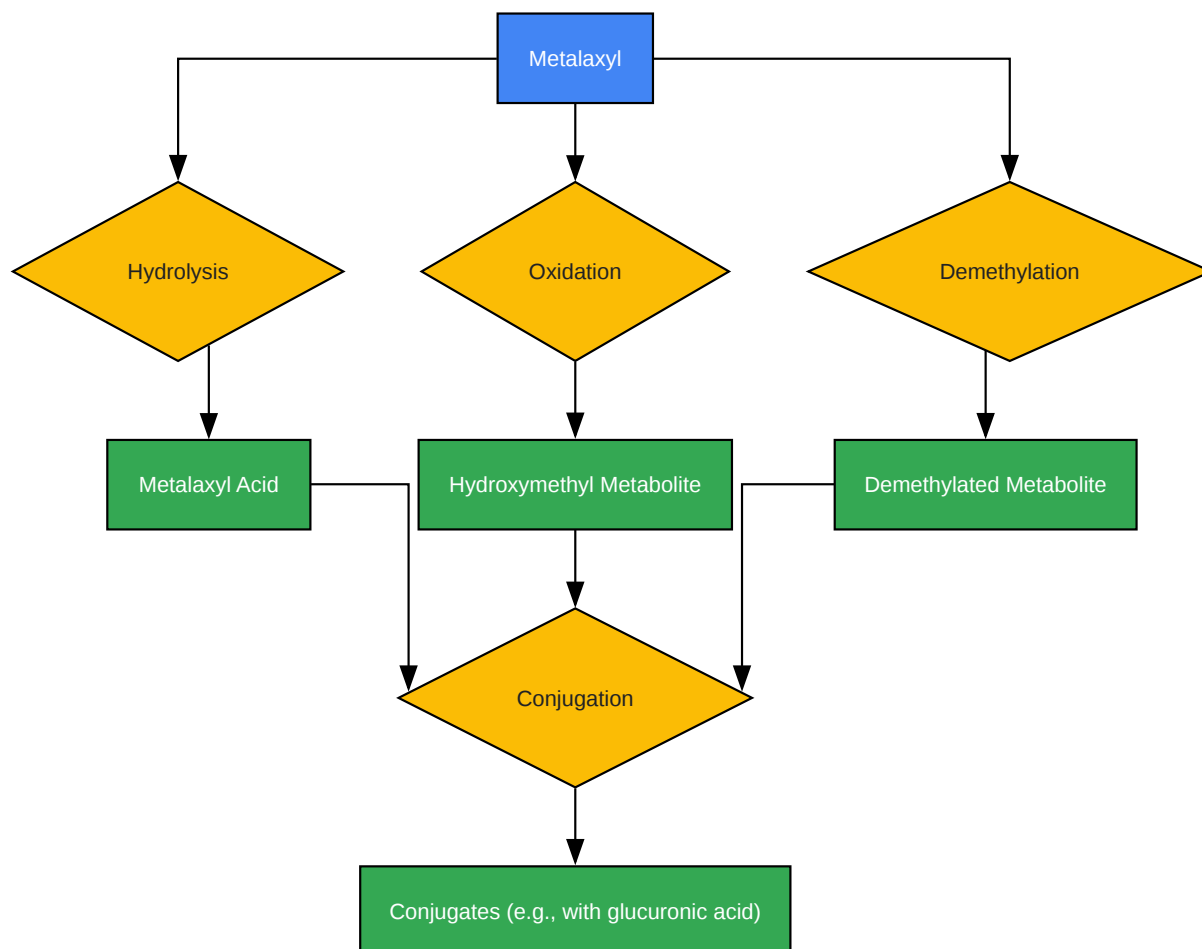 Metalaxyl
Hydrolysis
Oxidation
Demethylation
Metalaxyl Acid
Hydroxymethyl Metabolite
Demethylated Metabolite
Conjugation
Conjugates (e.g., with glucuronic acid)